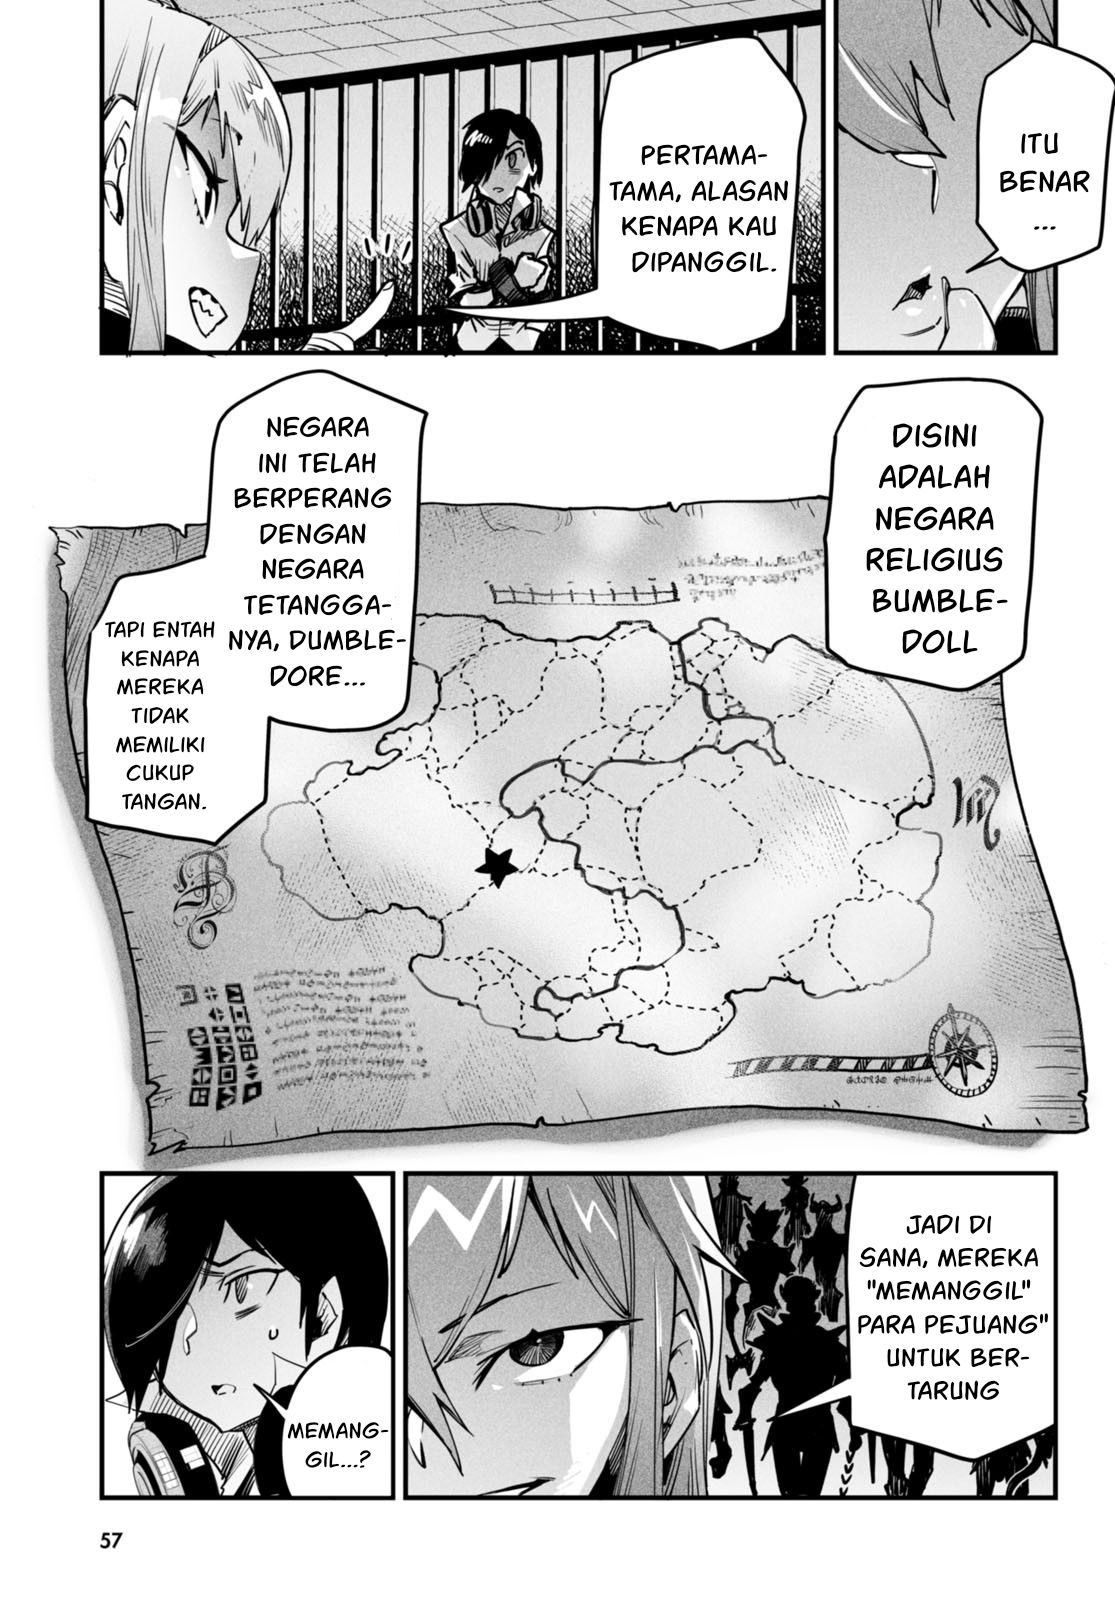 ITU
BENAR
...
PERTAMA-
TAMA, ALASAN
KENAPA KAU
DIPANGGIL.
DISINI
ADALAH
NEGARA
RELIGIUS
BUMBLE-
DOLL
NEGARA
INI TELAH
BERPERANG
DENGAN
NEGARA
TETANGGA-
NYA, DUMBLE-
DORE...
TAPI ENTAH
KENAPA
MEREKA
TIDAK
MEMILIKI
CUKUP
TANGAN.
JADI DI
SANA, MEREKA
"MEMANGGIL"
PARA PEJUANG"
UNTUK BER-
TARUNG
MEMANG-
GIL...?
57